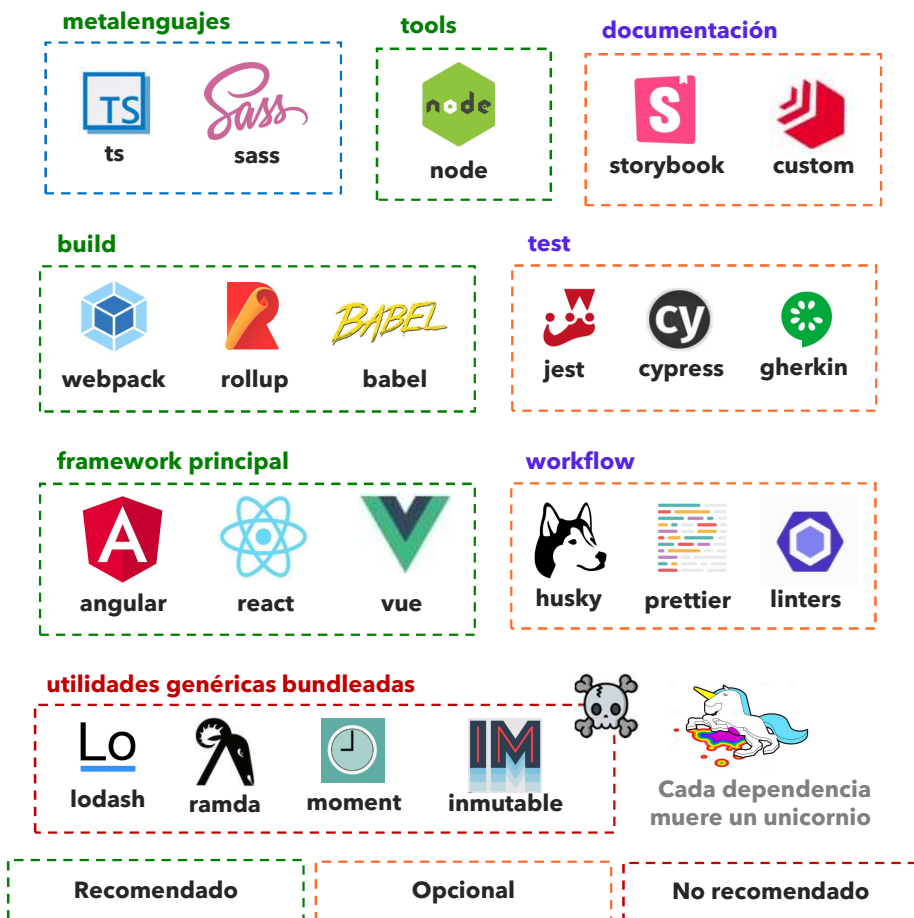 metalenguajes
tools
documentación
TS
Sass
node
S
ts
sass
node
storybook
custom
build
test
BABEL
cy
webpack
rollup
babel
jest
cypress
gherkin
framework principal
workflow
A
angular
react
vue
husky
prettier
linters
utilidades genéricas bundleadas
Lo
IM
lodash
ramda
moment
inmutable
Cada dependencia
muere un unicornio
Recomendado
Opcional
No recomendado